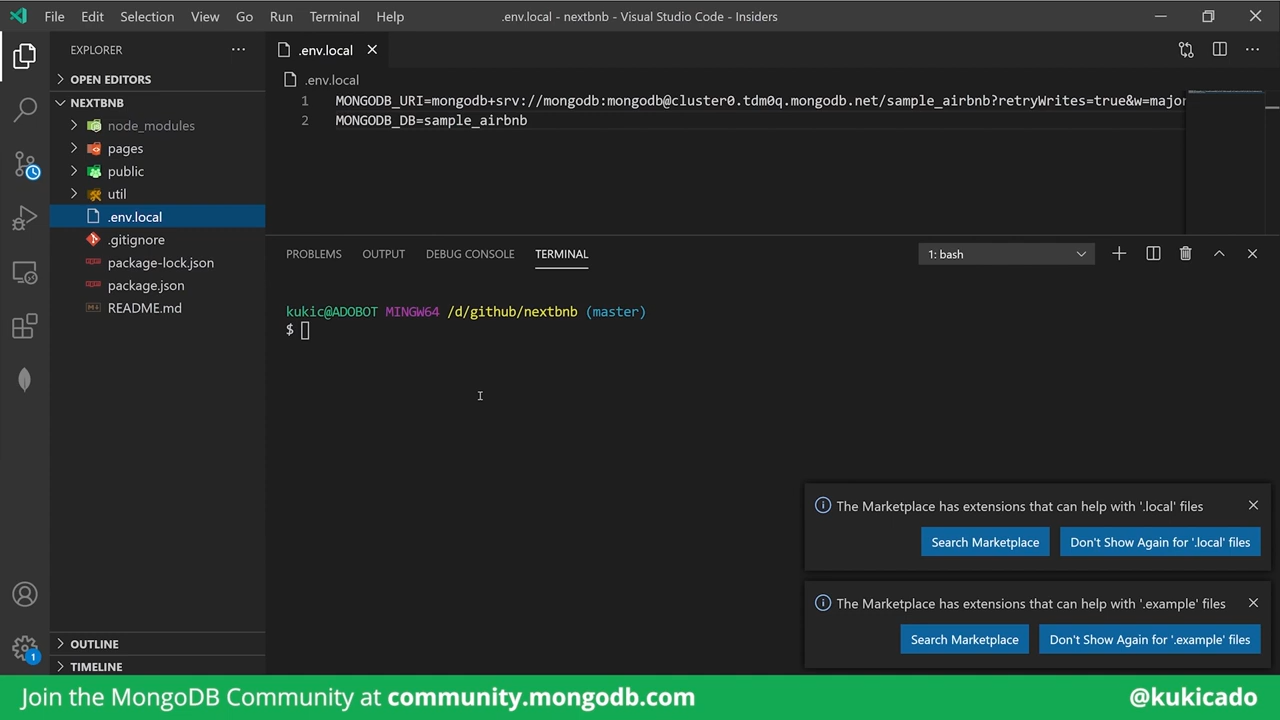 File Edit Selection View Go Run Terminal Help
.env.local - nextbnb - Visual Studio Code - Insiders
EXPLORER
OPEN EDITORS
NEXTBNB
node_modules
pages
public
util
.env.local
.gitignore
package-lock.json
package.json
README.md
OUTLINE
TIMELINE
1
.env.local
.env.local
1 MONGODB_URI=mongodb+srv://mongodb:mongodb@cluster0.tdm0q.mongodb.net/sample_airbnb?retryWrites=true&w=major
2 MONGODB_DB=sample_airbnb
PROBLEMS OUTPUT DEBUG CONSOLE TERMINAL
1: bash
kukic@ADOBOT MINGW64 /d/github/nextbnb (master)
$
The Marketplace has extensions that can help with '.local' files
Search Marketplace Don't Show Again for '.local' files
The Marketplace has extensions that can help with '.example' files
Search Marketplace Don't Show Again for '.example' files
Join the MongoDB Community at community.mongodb.com
@kukicado